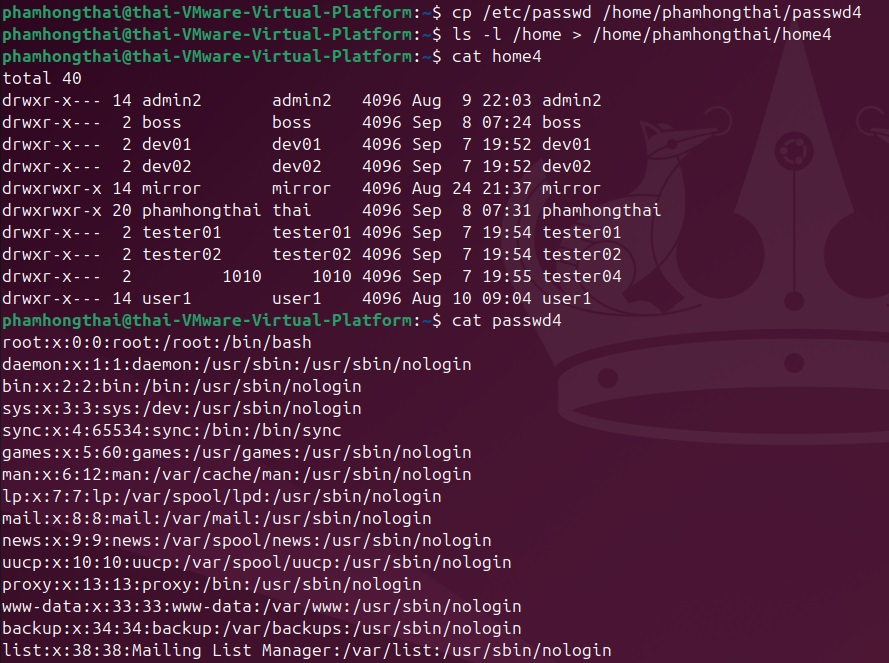 phamhongthai@thai-VMware-Virtual-Platform:~$ cp /etc/passwd /home/phamhongthai/passwd4
phamhongthai@thai-VMware-Virtual-Platform:~$ ls -l /home > /home/phamhongthai/home4
phamhongthai@thai-VMware-Virtual-Platform:~$ cat home4
total 40
drwxr-x--- 14 admin2       admin2   4096 Aug  9 22:03 admin2
drwxr-x---  2 boss         boss     4096 Sep  8 07:24 boss
drwxr-x---  2 dev01        dev01    4096 Sep  7 19:52 dev01
drwxr-x---  2 dev02        dev02    4096 Sep  7 19:52 dev02
drwxrwxr-x 14 mirror       mirror   4096 Aug 24 21:37 mirror
drwxrwxr-x 20 phamhongthai thai     4096 Sep  8 07:31 phamhongthai
drwxr-x---  2 tester01     tester01 4096 Sep  7 19:54 tester01
drwxr-x---  2 tester02     tester02 4096 Sep  7 19:54 tester02
drwxr-x---  2         1010     1010 4096 Sep  7 19:55 tester04
drwxr-x--- 14 user1        user1    4096 Aug 10 09:04 user1
phamhongthai@thai-VMware-Virtual-Platform:~$ cat passwd4
root:x:0:0:root:/root:/bin/bash
daemon:x:1:1:daemon:/usr/sbin:/usr/sbin/nologin
bin:x:2:2:bin:/bin:/usr/sbin/nologin
sys:x:3:3:sys:/dev:/usr/sbin/nologin
sync:x:4:65534:sync:/bin:/bin/sync
games:x:5:60:games:/usr/games:/usr/sbin/nologin
man:x:6:12:man:/var/cache/man:/usr/sbin/nologin
lp:x:7:7:lp:/var/spool/lpd:/usr/sbin/nologin
mail:x:8:8:mail:/var/mail:/usr/sbin/nologin
news:x:9:9:news:/var/spool/news:/usr/sbin/nologin
uucp:x:10:10:uucp:/var/spool/uucp:/usr/sbin/nologin
proxy:x:13:13:proxy:/bin:/usr/sbin/nologin
www-data:x:33:33:www-data:/var/www:/usr/sbin/nologin
backup:x:34:34:backup:/var/backups:/usr/sbin/nologin
list:x:38:38:Mailing List Manager:/var/list:/usr/sbin/nologin